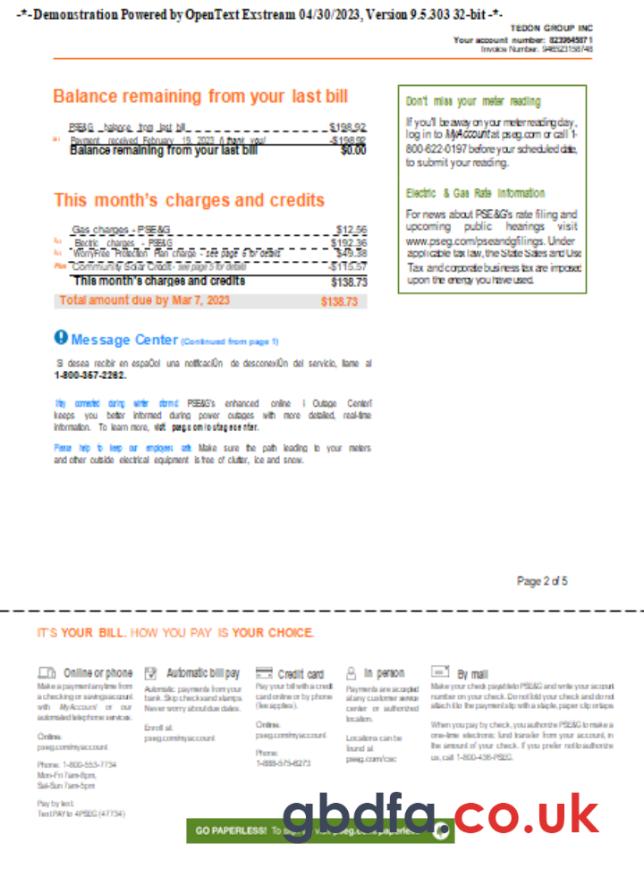 -*- Demonstration Powered by OpenText Exstream 04/30/2023, Version 9.5.303 32-bit -*-
TEDON GROUP INC
Your account number: 8239645871
Invoice Number: 946523158748
Balance remaining from your last bill
PSE&G balance from last bill $198.92
Payment received February 19, 2023 (thank you) -$198.92
Balance remaining from your last bill $0.00
This month's charges and credits
Gas charges - PSE&G $12.56
Electric charges - PSE&G $192.36
WorryFree Protection Plan charge - see page 5 for details $49.38
Plus Community Solar Credit - see page 5 for details -$115.57
This month's charges and credits $138.73
Total amount due by Mar 7, 2023 $138.73
Don't miss your meter reading
If you'll be away on your meter reading day,
log in to MyAccount at pseg.com or call 1-
800-622-0197 before your scheduled date,
to submit your reading.
Electric & Gas Rate Information
For news about PSE&G's rate filing and
upcoming public hearings visit
www.pseg.com/pseandgfilings. Under
applicable tax law, the State Sales and Use
Tax and corporate business tax are imposed
upon the energy you have used.
Message Center (Continued from page 1)
Si desea recibir en españOl una notificaciÛn de desconexiÛn del servicio, llame al
1-800-357-2262.
Stay connected during winter storms! PSE&G's enhanced online l Outage Centerl
keeps you better informed during power outages with more detailed, real-time
information. To learn more, visit pseg.com/outagecenter.
Please help to keep our employees safe. Make sure the path leading to your meters
and other outside electrical equipment is free of clutter, ice and snow.
Page 2 of 5
IT'S YOUR BILL. HOW YOU PAY IS YOUR CHOICE.
Online or phone
Make a payment anytime from
a checking or savings account
with MyAccount or our
automated telephone services.
Online:
pseg.com/myaccount
Phone: 1-800-553-7734
Mon-Fri 7am-8pm,
Sat-Sun 7am-5pm
Pay by text:
Text PAY to 4PSEG (47734)
Automatic bill pay
Automatic payments from your
bank. Skip checks and stamps.
Never worry about due dates.
Enroll at:
pseg.com/myaccount
Credit card
Pay your bill with a credit
card online or by phone
(fee applies).
Online:
pseg.com/myaccount
Phone:
1-888-575-6273
In person
Payments are accepted
at any customer service
center or authorized
location.
Locations can be
found at
pseg.com/csc
By mail
Make your check payable to PSE&G and write your account
number on your check. Do not fold your check and do not
attach it to the payment slip with a staple, paper clip or tape.
When you pay by check, you authorize PSE&G to make a
one-time electronic fund transfer from your account, in
the amount of your check. If you prefer not to authorize
us, call 1-800-436-PSEG.
GO PAPERLESS! To sign visit pseg.com/paperless
gbdfa.co.uk